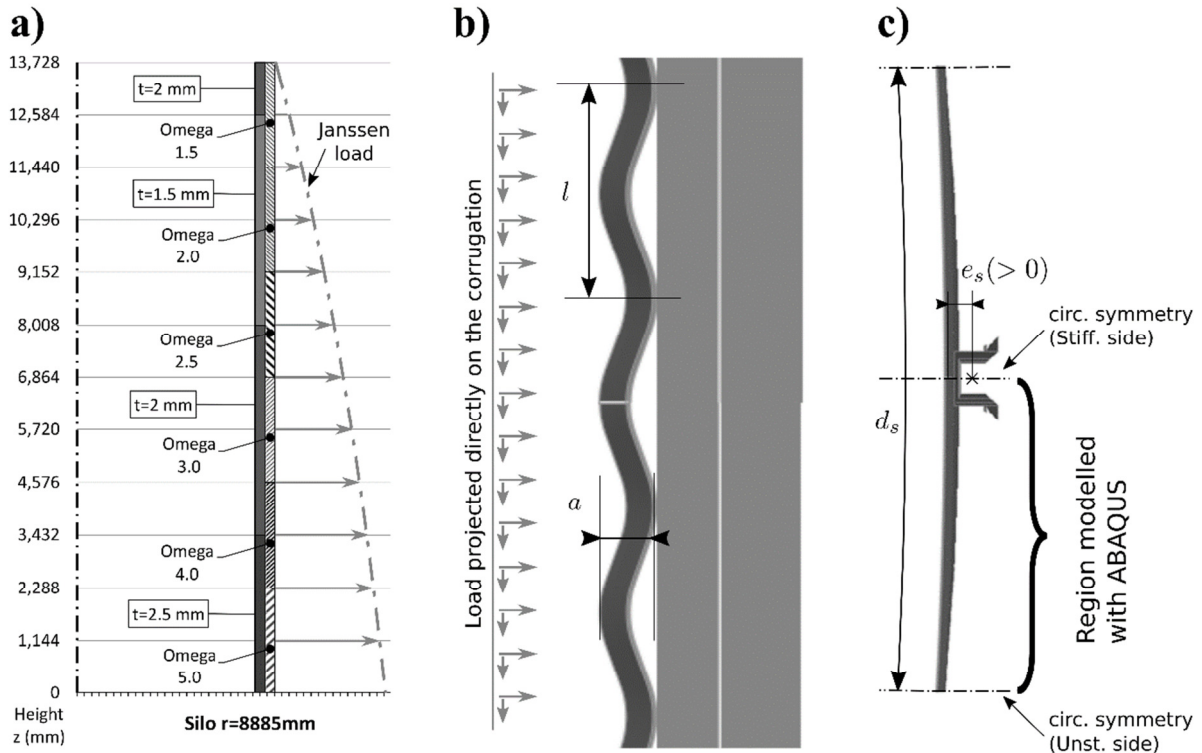 a)
13,728
t=2 mm
12,584
Omega
1.5
Janssen
load
11,440
t=1.5 mm
10,296
Omega
2.0
9,152
8,008
Omega
2.5
6,864
t=2 mm
5,720
Omega
3.0
4,576
3,432
Omega
4.0
2,288
t=2.5 mm
1,144
Omega
5.0
0
Height
z (mm)
Silo r=8885mm
b)
Load projected directly on the corrugation
l
a
c)
e_s(> 0)
circ. symmetry
(Stiff. side)
d_s
Region modelled
with ABAQUS
circ. symmetry
(Unst. side)